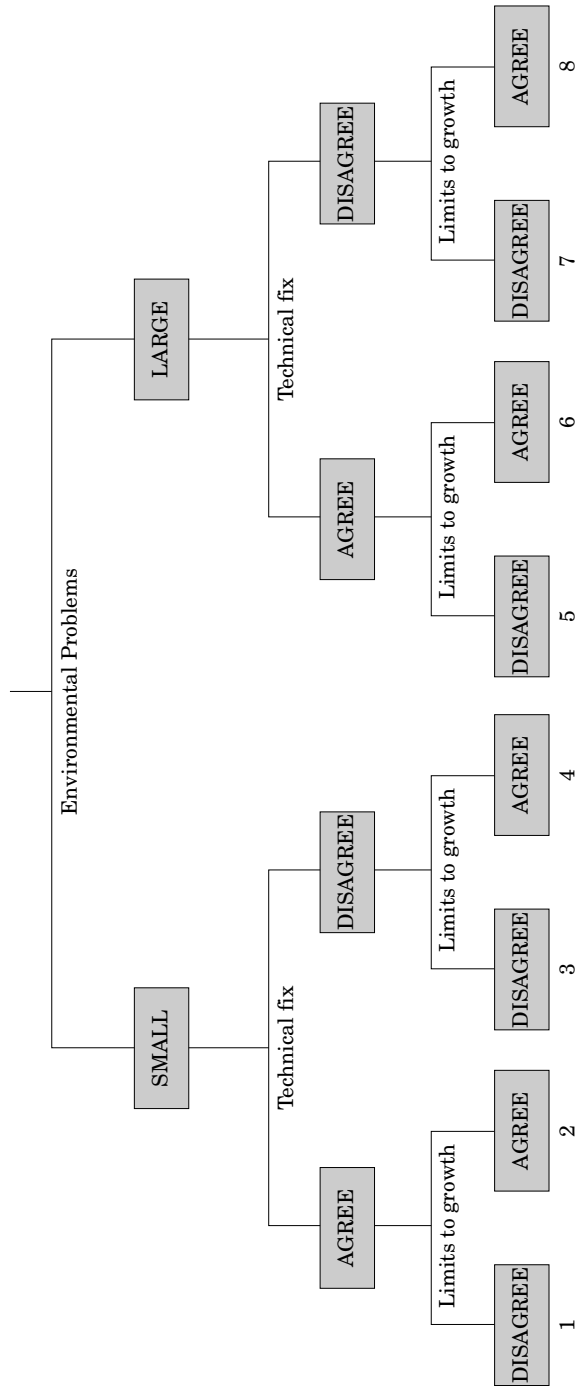 Environmental Problems
SMALL
LARGE
Technical fix
Technical fix
AGREE
DISAGREE
AGREE
DISAGREE
Limits to growth
Limits to growth
Limits to growth
Limits to growth
DISAGREE
AGREE
DISAGREE
AGREE
DISAGREE
AGREE
DISAGREE
AGREE
1
2
3
4
5
6
7
8